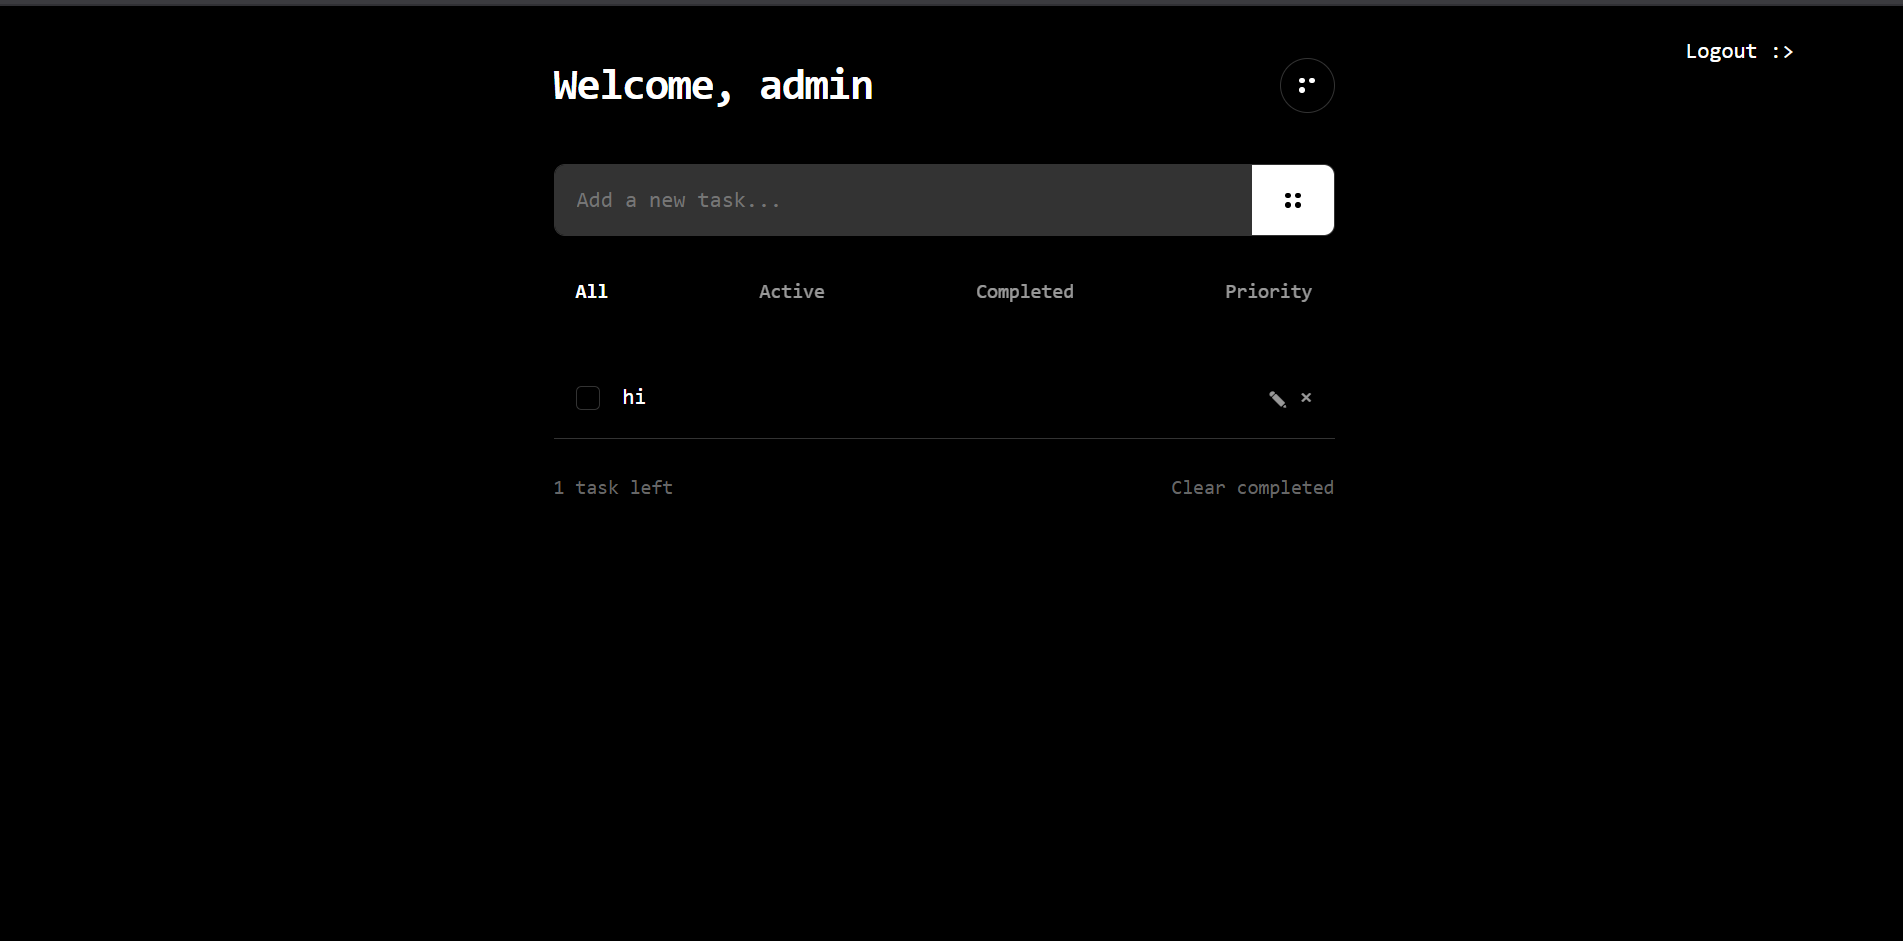 Logout :>
Welcome, admin
Add a new task...
All Active Completed Priority
hi ×
1 task left Clear completed